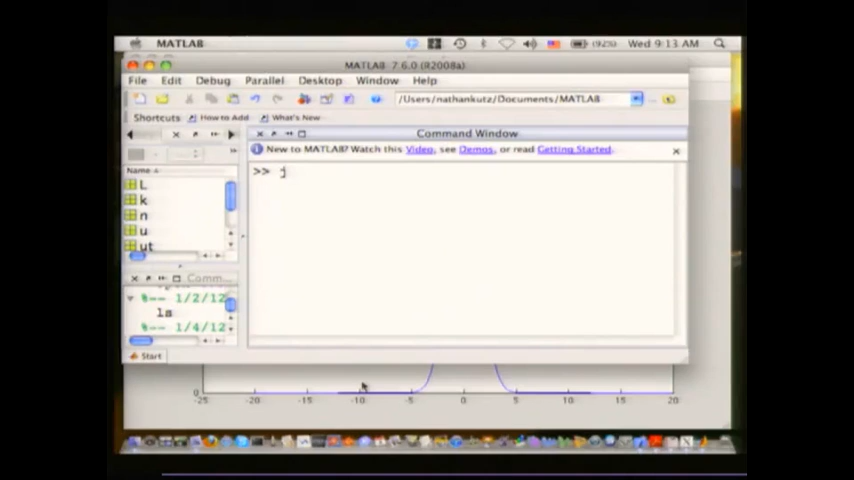 MATLAB Wed 9:13 AM
MATLAB 7.6.0 (R2008a)
File Edit Debug Parallel Desktop Window Help
/Users/nathankutz/Documents/MATLAB
Shortcuts How to Add What's New
Command Window
New to MATLAB? Watch this Video, see Demos, or read Getting Started.
>> j
Name
L
k
n
u
ut
Comm...
%-- 1/2/12
ls
%-- 1/4/12
Start
0
-25 -20 -15 -10 -5 0 5 10 15 20